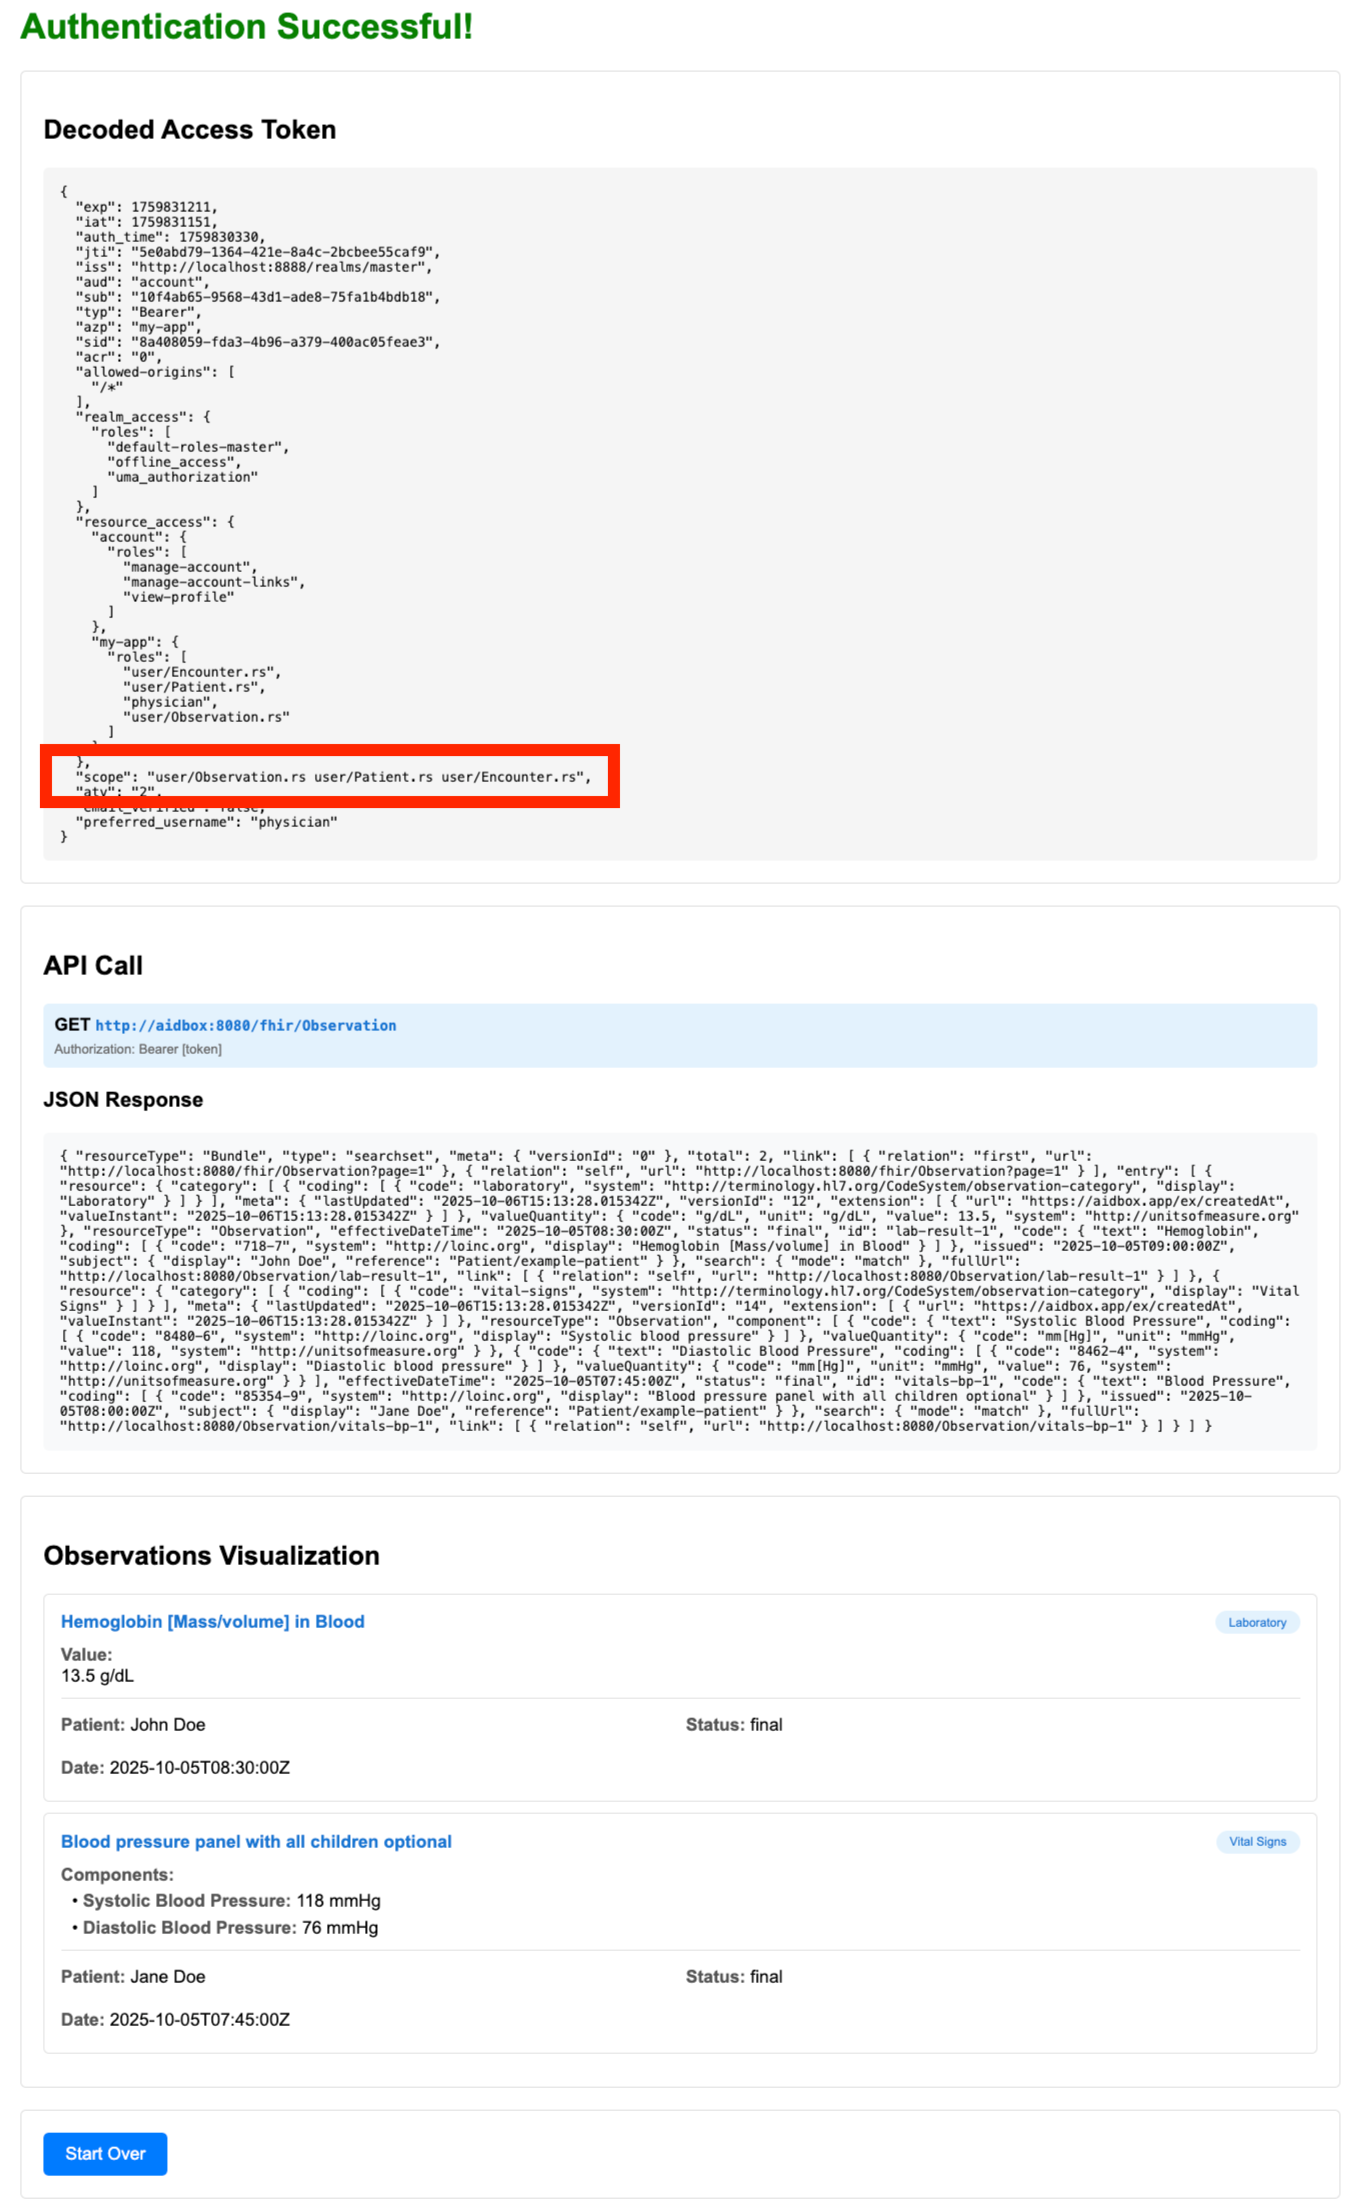 Authentication Successful!
Decoded Access Token
{
  "exp": 1759831211,
  "iat": 1759831151,
  "auth_time": 1759830330,
  "jti": "5e0abd79-1364-421e-8a4c-2bcbee55caf9",
  "iss": "http://localhost:8888/realms/master",
  "aud": "account",
  "sub": "10f4ab65-9568-43d1-ade8-75fa1b4bdb18",
  "typ": "Bearer",
  "azp": "my-app",
  "sid": "8a408059-fda3-4b96-a379-400ac05feae3",
  "acr": "0",
  "allowed-origins": [
    "/*"
  ],
  "realm_access": {
    "roles": [
      "default-roles-master",
      "offline_access",
      "uma_authorization"
    ]
  },
  "resource_access": {
    "account": {
      "roles": [
        "manage-account",
        "manage-account-links",
        "view-profile"
      ]
    },
    "my-app": {
      "roles": [
        "user/Encounter.rs",
        "user/Patient.rs",
        "physician",
        "user/Observation.rs"
      ]
  },
  "scope": "user/Observation.rs user/Patient.rs user/Encounter.rs",
  "atv": "2",
  "email_verified": false,
  "preferred_username": "physician"
}
API Call
GET http://aidbox:8080/fhir/Observation
Authorization: Bearer [token]
JSON Response
{ "resourceType": "Bundle", "type": "searchset", "meta": { "versionId": "0" }, "total": 2, "link": [ { "relation": "first", "url":
"http://localhost:8080/fhir/Observation?page=1" }, { "relation": "self", "url": "http://localhost:8080/fhir/Observation?page=1" } ], "entry": [ {
"resource": { "category": [ { "coding": [ { "code": "laboratory", "system": "http://terminology.hl7.org/CodeSystem/observation-category", "display":
"Laboratory" } ] } ], "meta": { "lastUpdated": "2025-10-06T15:13:28.015342Z", "versionId": "12", "extension": [ { "url": "https://aidbox.app/ex/createdAt",
"valueInstant": "2025-10-06T15:13:28.015342Z" } ] }, "valueQuantity": { "code": "g/dL", "unit": "g/dL", "value": 13.5, "system": "http://unitsofmeasure.org"
}, "resourceType": "Observation", "effectiveDateTime": "2025-10-05T08:30:00Z", "status": "final", "id": "lab-result-1", "code": { "text": "Hemoglobin",
"coding": [ { "code": "718-7", "system": "http://loinc.org", "display": "Hemoglobin [Mass/volume] in Blood" } ] }, "issued": "2025-10-05T09:00:00Z",
"subject": { "display": "John Doe", "reference": "Patient/example-patient" } }, "search": { "mode": "match" }, "fullUrl":
"http://localhost:8080/Observation/lab-result-1", "link": [ { "relation": "self", "url": "http://localhost:8080/Observation/lab-result-1" } ] }, {
"resource": { "category": [ { "coding": [ { "code": "vital-signs", "system": "http://terminology.hl7.org/CodeSystem/observation-category", "display": "Vital
Signs" } ] } ], "meta": { "lastUpdated": "2025-10-06T15:13:28.015342Z", "versionId": "14", "extension": [ { "url": "https://aidbox.app/ex/createdAt",
"valueInstant": "2025-10-06T15:13:28.015342Z" } ] }, "resourceType": "Observation", "component": [ { "code": { "text": "Systolic Blood Pressure", "coding":
[ { "code": "8480-6", "system": "http://loinc.org", "display": "Systolic blood pressure" } ] }, "valueQuantity": { "code": "mm[Hg]", "unit": "mmHg",
"value": 118, "system": "http://unitsofmeasure.org" } }, { "code": { "text": "Diastolic Blood Pressure", "coding": [ { "code": "8462-4", "system":
"http://loinc.org", "display": "Diastolic blood pressure" } ] }, "valueQuantity": { "code": "mm[Hg]", "unit": "mmHg", "value": 76, "system":
"http://unitsofmeasure.org" } } ], "effectiveDateTime": "2025-10-05T07:45:00Z", "status": "final", "id": "vitals-bp-1", "code": { "text": "Blood Pressure",
"coding": [ { "code": "85354-9", "system": "http://loinc.org", "display": "Blood pressure panel with all children optional" } ] }, "issued": "2025-10-
05T08:00:00Z", "subject": { "display": "Jane Doe", "reference": "Patient/example-patient" } }, "search": { "mode": "match" }, "fullUrl":
"http://localhost:8080/Observation/vitals-bp-1", "link": [ { "relation": "self", "url": "http://localhost:8080/Observation/vitals-bp-1" } ] } ] }
Observations Visualization
Hemoglobin [Mass/volume] in Blood Laboratory
Value:
13.5 g/dL
Patient: John Doe Status: final
Date: 2025-10-05T08:30:00Z
Blood pressure panel with all children optional Vital Signs
Components:
• Systolic Blood Pressure: 118 mmHg
• Diastolic Blood Pressure: 76 mmHg
Patient: Jane Doe Status: final
Date: 2025-10-05T07:45:00Z
Start Over